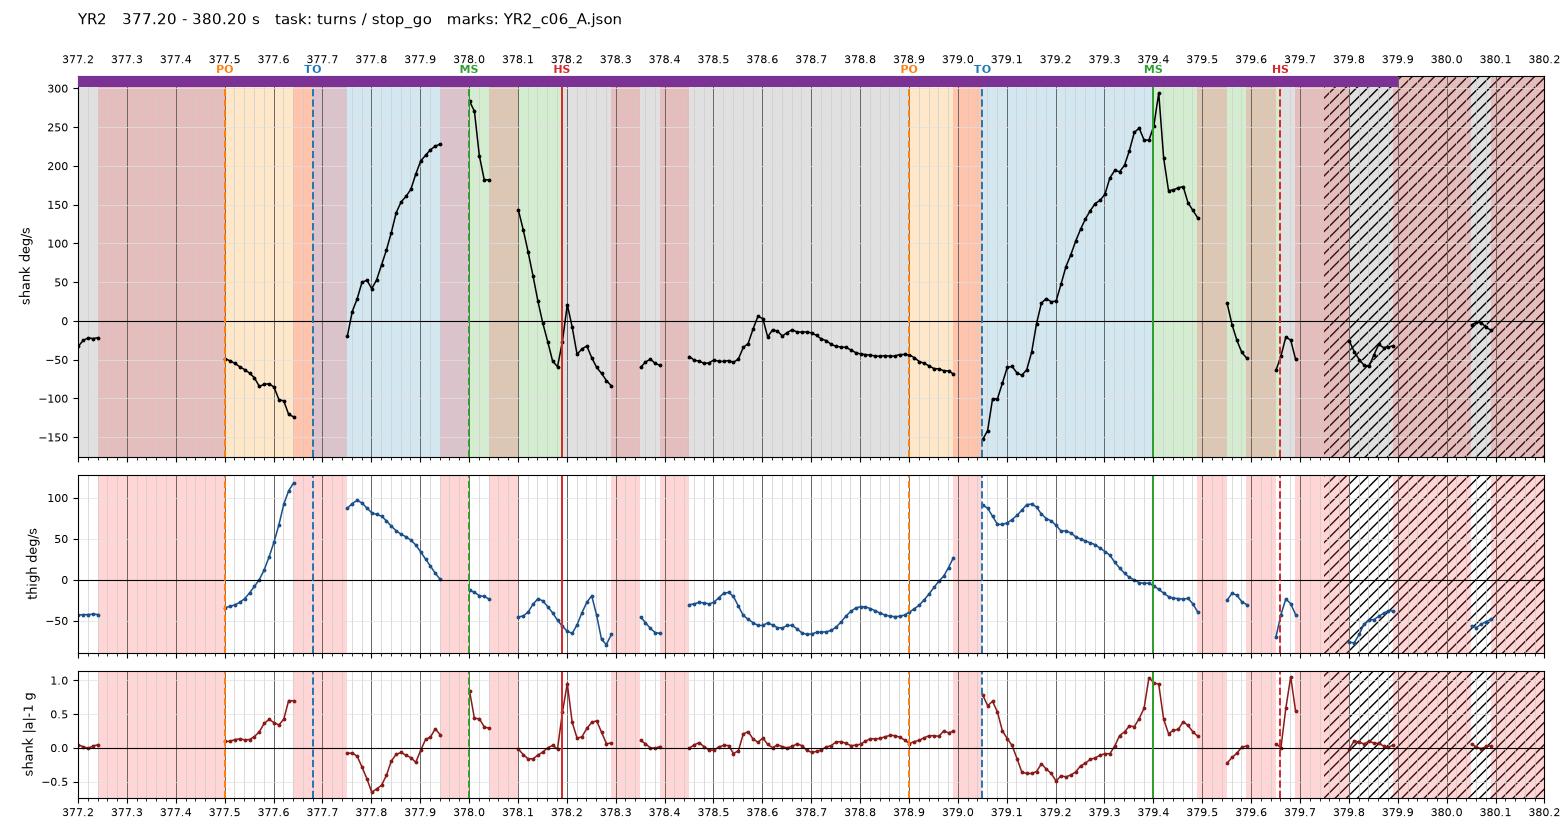 YR2   377.20 - 380.20 s   task: turns / stop_go   marks: YR2_c06_A.json
377.2 377.3 377.4 377.5 377.6 377.7 377.8 377.9 378.0 378.1 378.2 378.3 378.4 378.5 378.6 378.7 378.8 378.9 379.0 379.1 379.2 379.3 379.4 379.5 379.6 379.7 379.8 379.9 380.0 380.1 380.2
PO TO MS HS PO TO MS HS
300
250
200
150
100
50
0
−50
−100
−150
shank deg/s
100
50
0
−50
thigh deg/s
1.0
0.5
0.0
−0.5
shank |a|-1 g
377.2 377.3 377.4 377.5 377.6 377.7 377.8 377.9 378.0 378.1 378.2 378.3 378.4 378.5 378.6 378.7 378.8 378.9 379.0 379.1 379.2 379.3 379.4 379.5 379.6 379.7 379.8 379.9 380.0 380.1 380.2